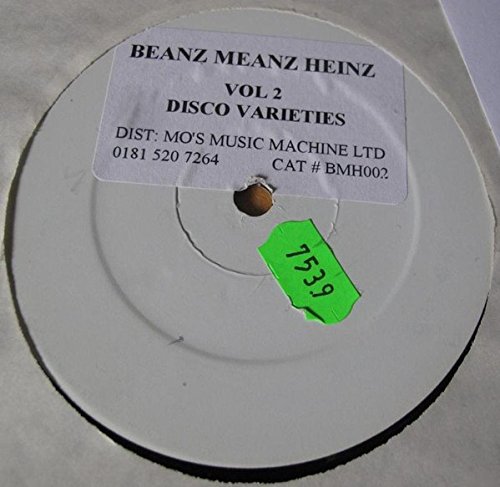 BEANZ MEANZ HEINZ
VOL 2
DISCO VARIETIES
DIST: MO'S MUSIC MACHINE LTD
0181 520 7264 CAT # BMH002
7539